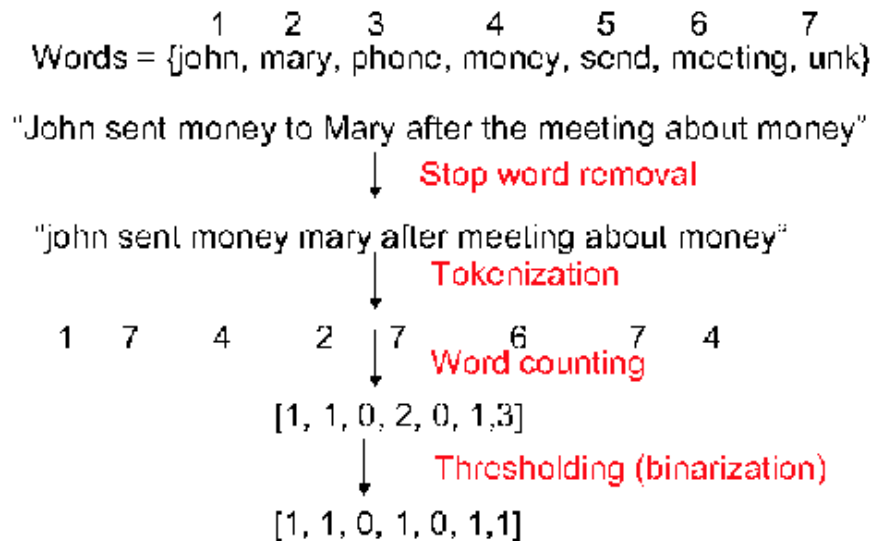 1 2 3 4 5 6 7
Words = {john, mary, phone, money, send, meeting, unk}
"John sent money to Mary after the meeting about money"
Stop word removal
"john sent money mary after meeting about money"
Tokenization
1 7 4 2 7 6 7 4
Word counting
[1, 1, 0, 2, 0, 1,3]
Thresholding (binarization)
[1, 1, 0, 1, 0, 1,1]